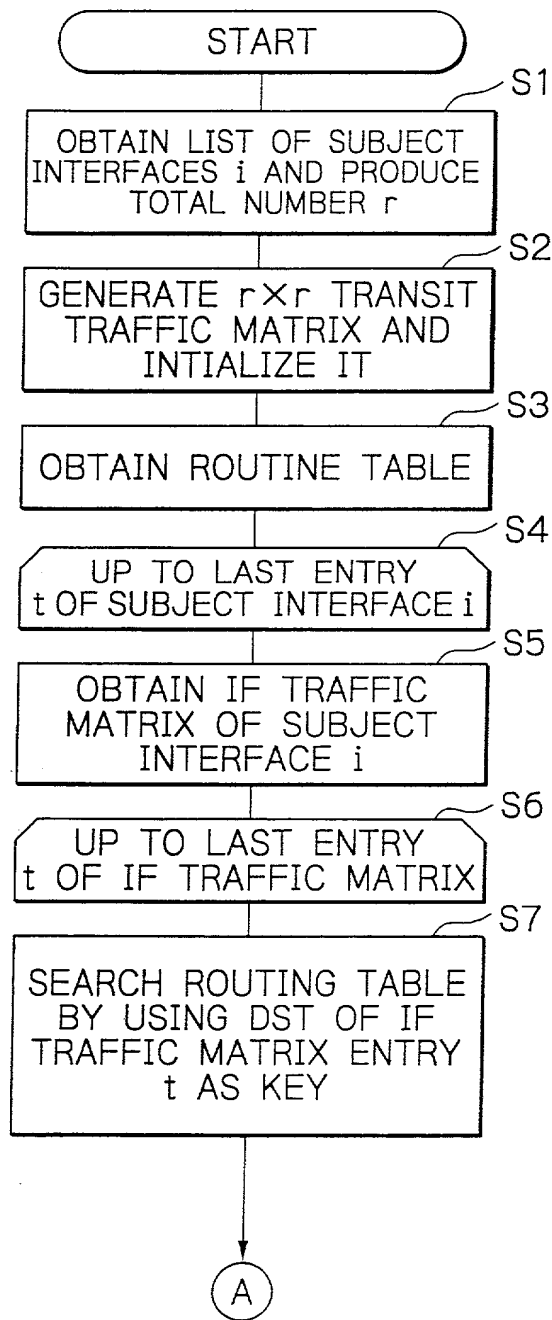 START
S1
OBTAIN LIST OF SUBJECT
INTERFACES i AND PRODUCE
TOTAL NUMBER r
S2
GENERATE r×r TRANSIT
TRAFFIC MATRIX AND
INTIALIZE IT
S3
OBTAIN ROUTINE TABLE
S4
UP TO LAST ENTRY
t OF SUBJECT INTERFACE i
S5
OBTAIN IF TRAFFIC
MATRIX OF SUBJECT
INTERFACE i
S6
UP TO LAST ENTRY
t OF IF TRAFFIC MATRIX
S7
SEARCH ROUTING TABLE
BY USING DST OF IF
TRAFFIC MATRIX ENTRY
t AS KEY
A